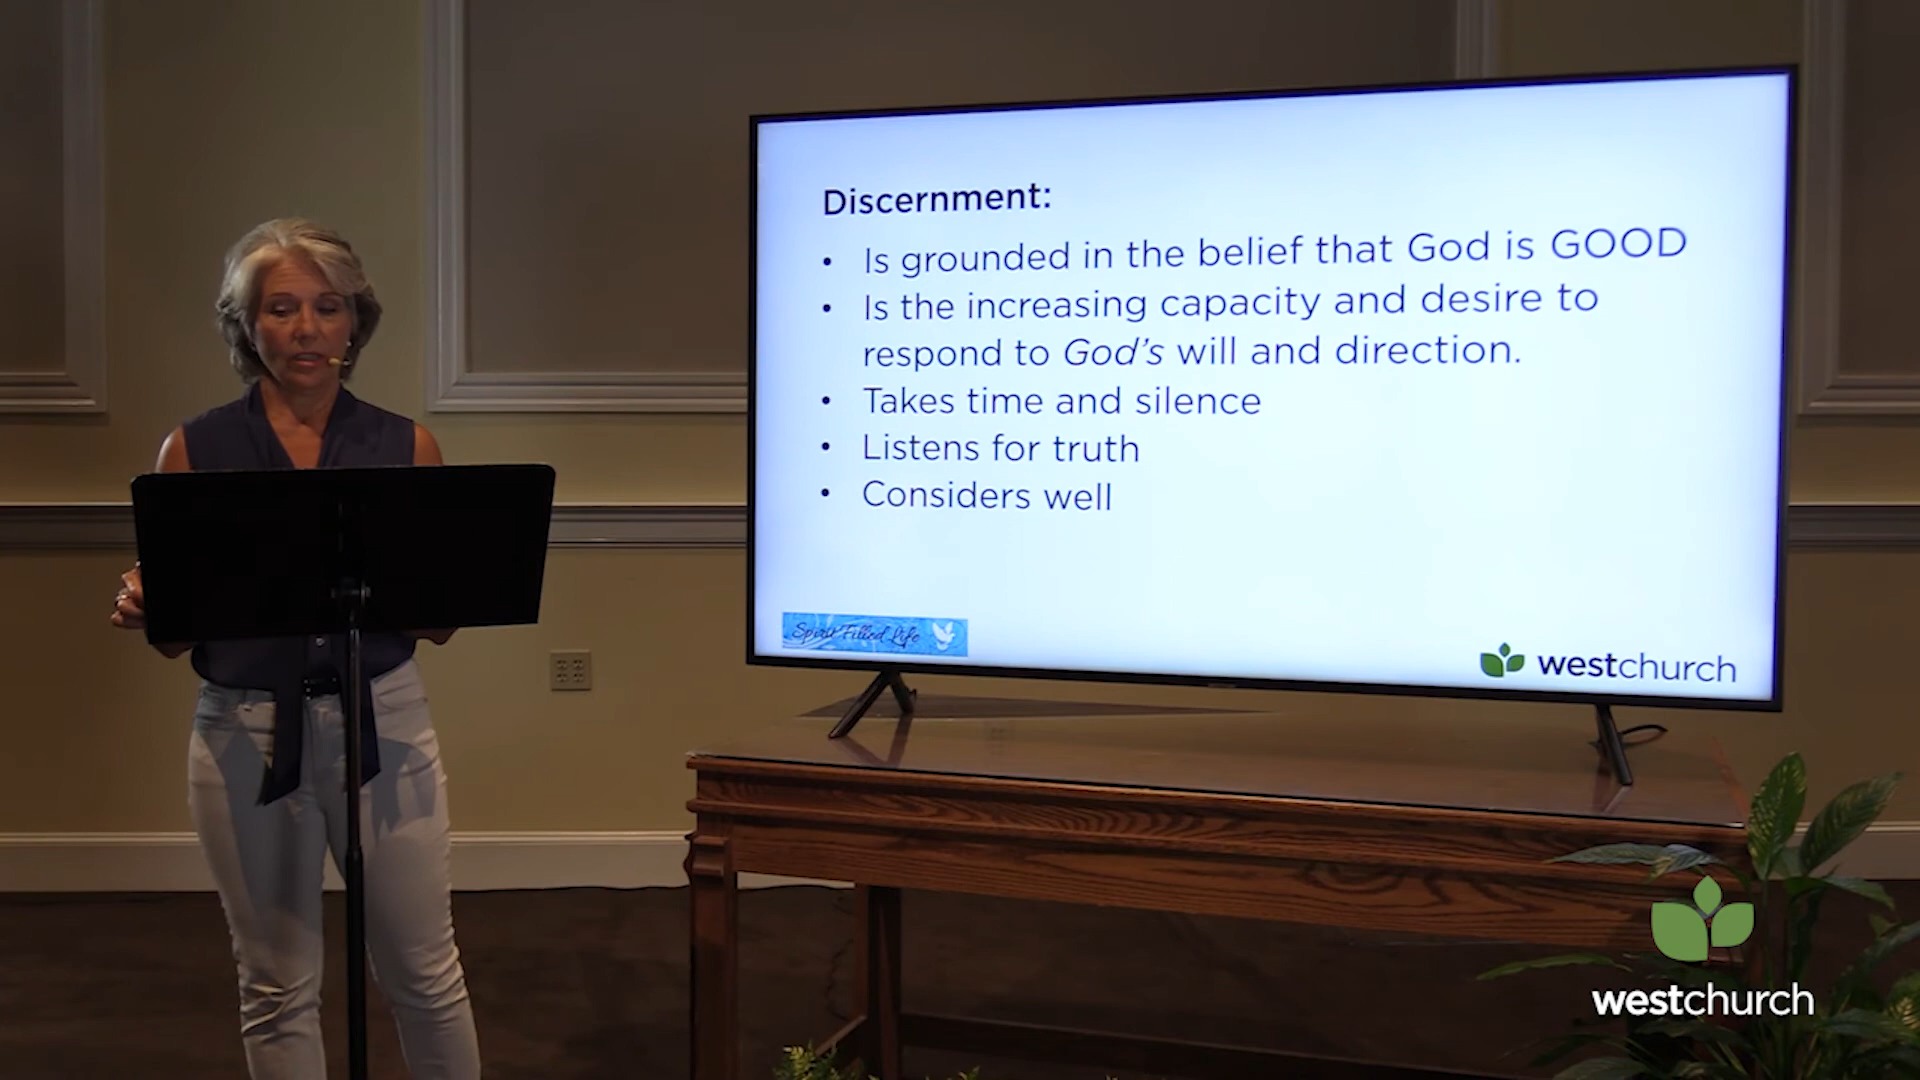 Discernment:
• Is grounded in the belief that God is GOOD
• Is the increasing capacity and desire to
respond to God's will and direction.
• Takes time and silence
• Listens for truth
• Considers well
Spirit Filled Life
westchurch
westchurch